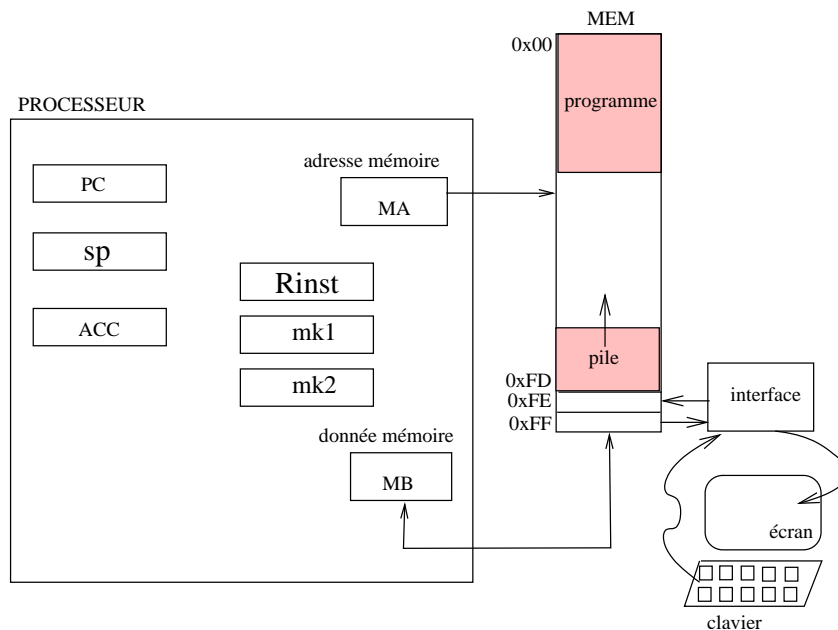 MEM
0x00
programme
PROCESSEUR
adresse mémoire
PC
MA
sp
Rinst
ACC
mk1
pile
mk2
0xFD
0xFE
interface
0xFF
donnée mémoire
MB
écran
clavier